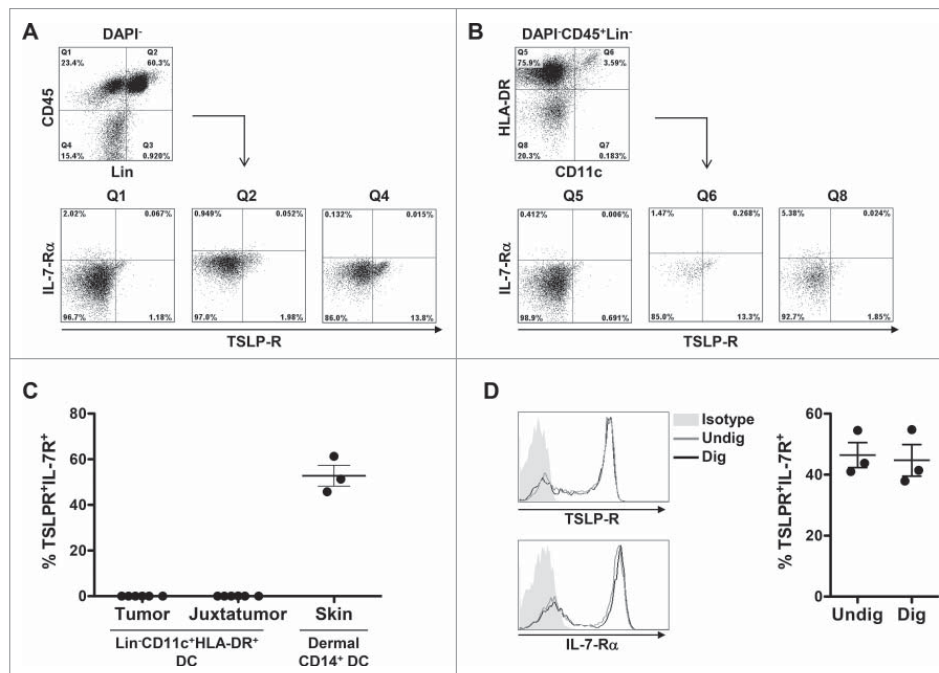 A
DAPI-
Q1
23.4%
Q2
60.3%
CD45
Q4
15.4%
Q3
0.920%
Lin
Q1 Q2 Q4
2.02% 0.067%
96.7% 1.18%
0.949% 0.052%
97.0% 1.98%
0.132% 0.015%
86.0% 13.8%
IL-7-Rα
TSLP-R
B
DAPI-CD45+Lin-
Q5
75.9%
Q6
3.59%
HLA-DR
Q8
20.3%
Q7
0.183%
CD11c
Q5 Q6 Q8
0.412% 0.006%
98.9% 0.691%
1.47% 0.268%
85.0% 13.3%
5.38% 0.024%
92.7% 1.85%
IL-7-Rα
TSLP-R
C
% TSLPR+IL-7R+
80
60
40
20
0
Tumor Juxtatumor Skin
Lin-CD11c+HLA-DR+
DC
Dermal
CD14+ DC
D
Isotype
Undig
Dig
TSLP-R
IL-7-Rα
% TSLPR+IL-7R+
60
40
20
0
Undig Dig